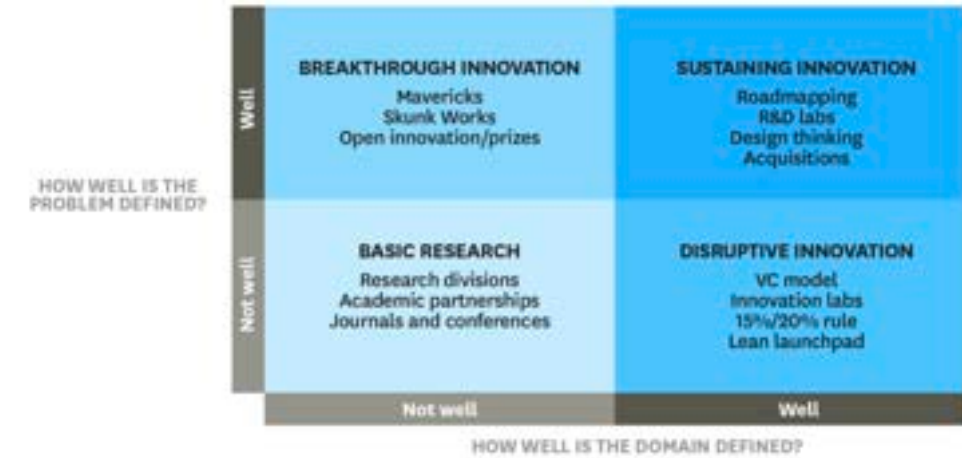 BREAKTHROUGH INNOVATION
Mavericks
Skunk Works
Open innovation/prizes
SUSTAINING INNOVATION
Roadmapping
R&D labs
Design thinking
Acquisitions
Well
HOW WELL IS THE
PROBLEM DEFINED?
Not well
BASIC RESEARCH
Research divisions
Academic partnerships
Journals and conferences
DISRUPTIVE INNOVATION
VC model
Innovation labs
15%/20% rule
Lean launchpad
Not well
Well
HOW WELL IS THE DOMAIN DEFINED?